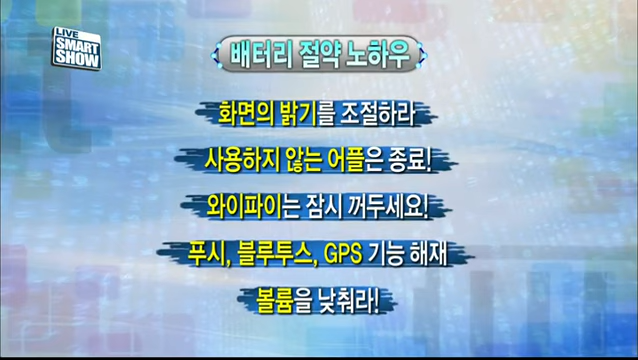 LIVE
SMART
SHOW
배터리 절약 노하우
화면의 밝기를 조절하라
사용하지 않는 어플은 종료!
와이파이는 잠시 꺼두세요!
푸시, 블루투스, GPS 기능 해재
볼륨을 낮춰라!